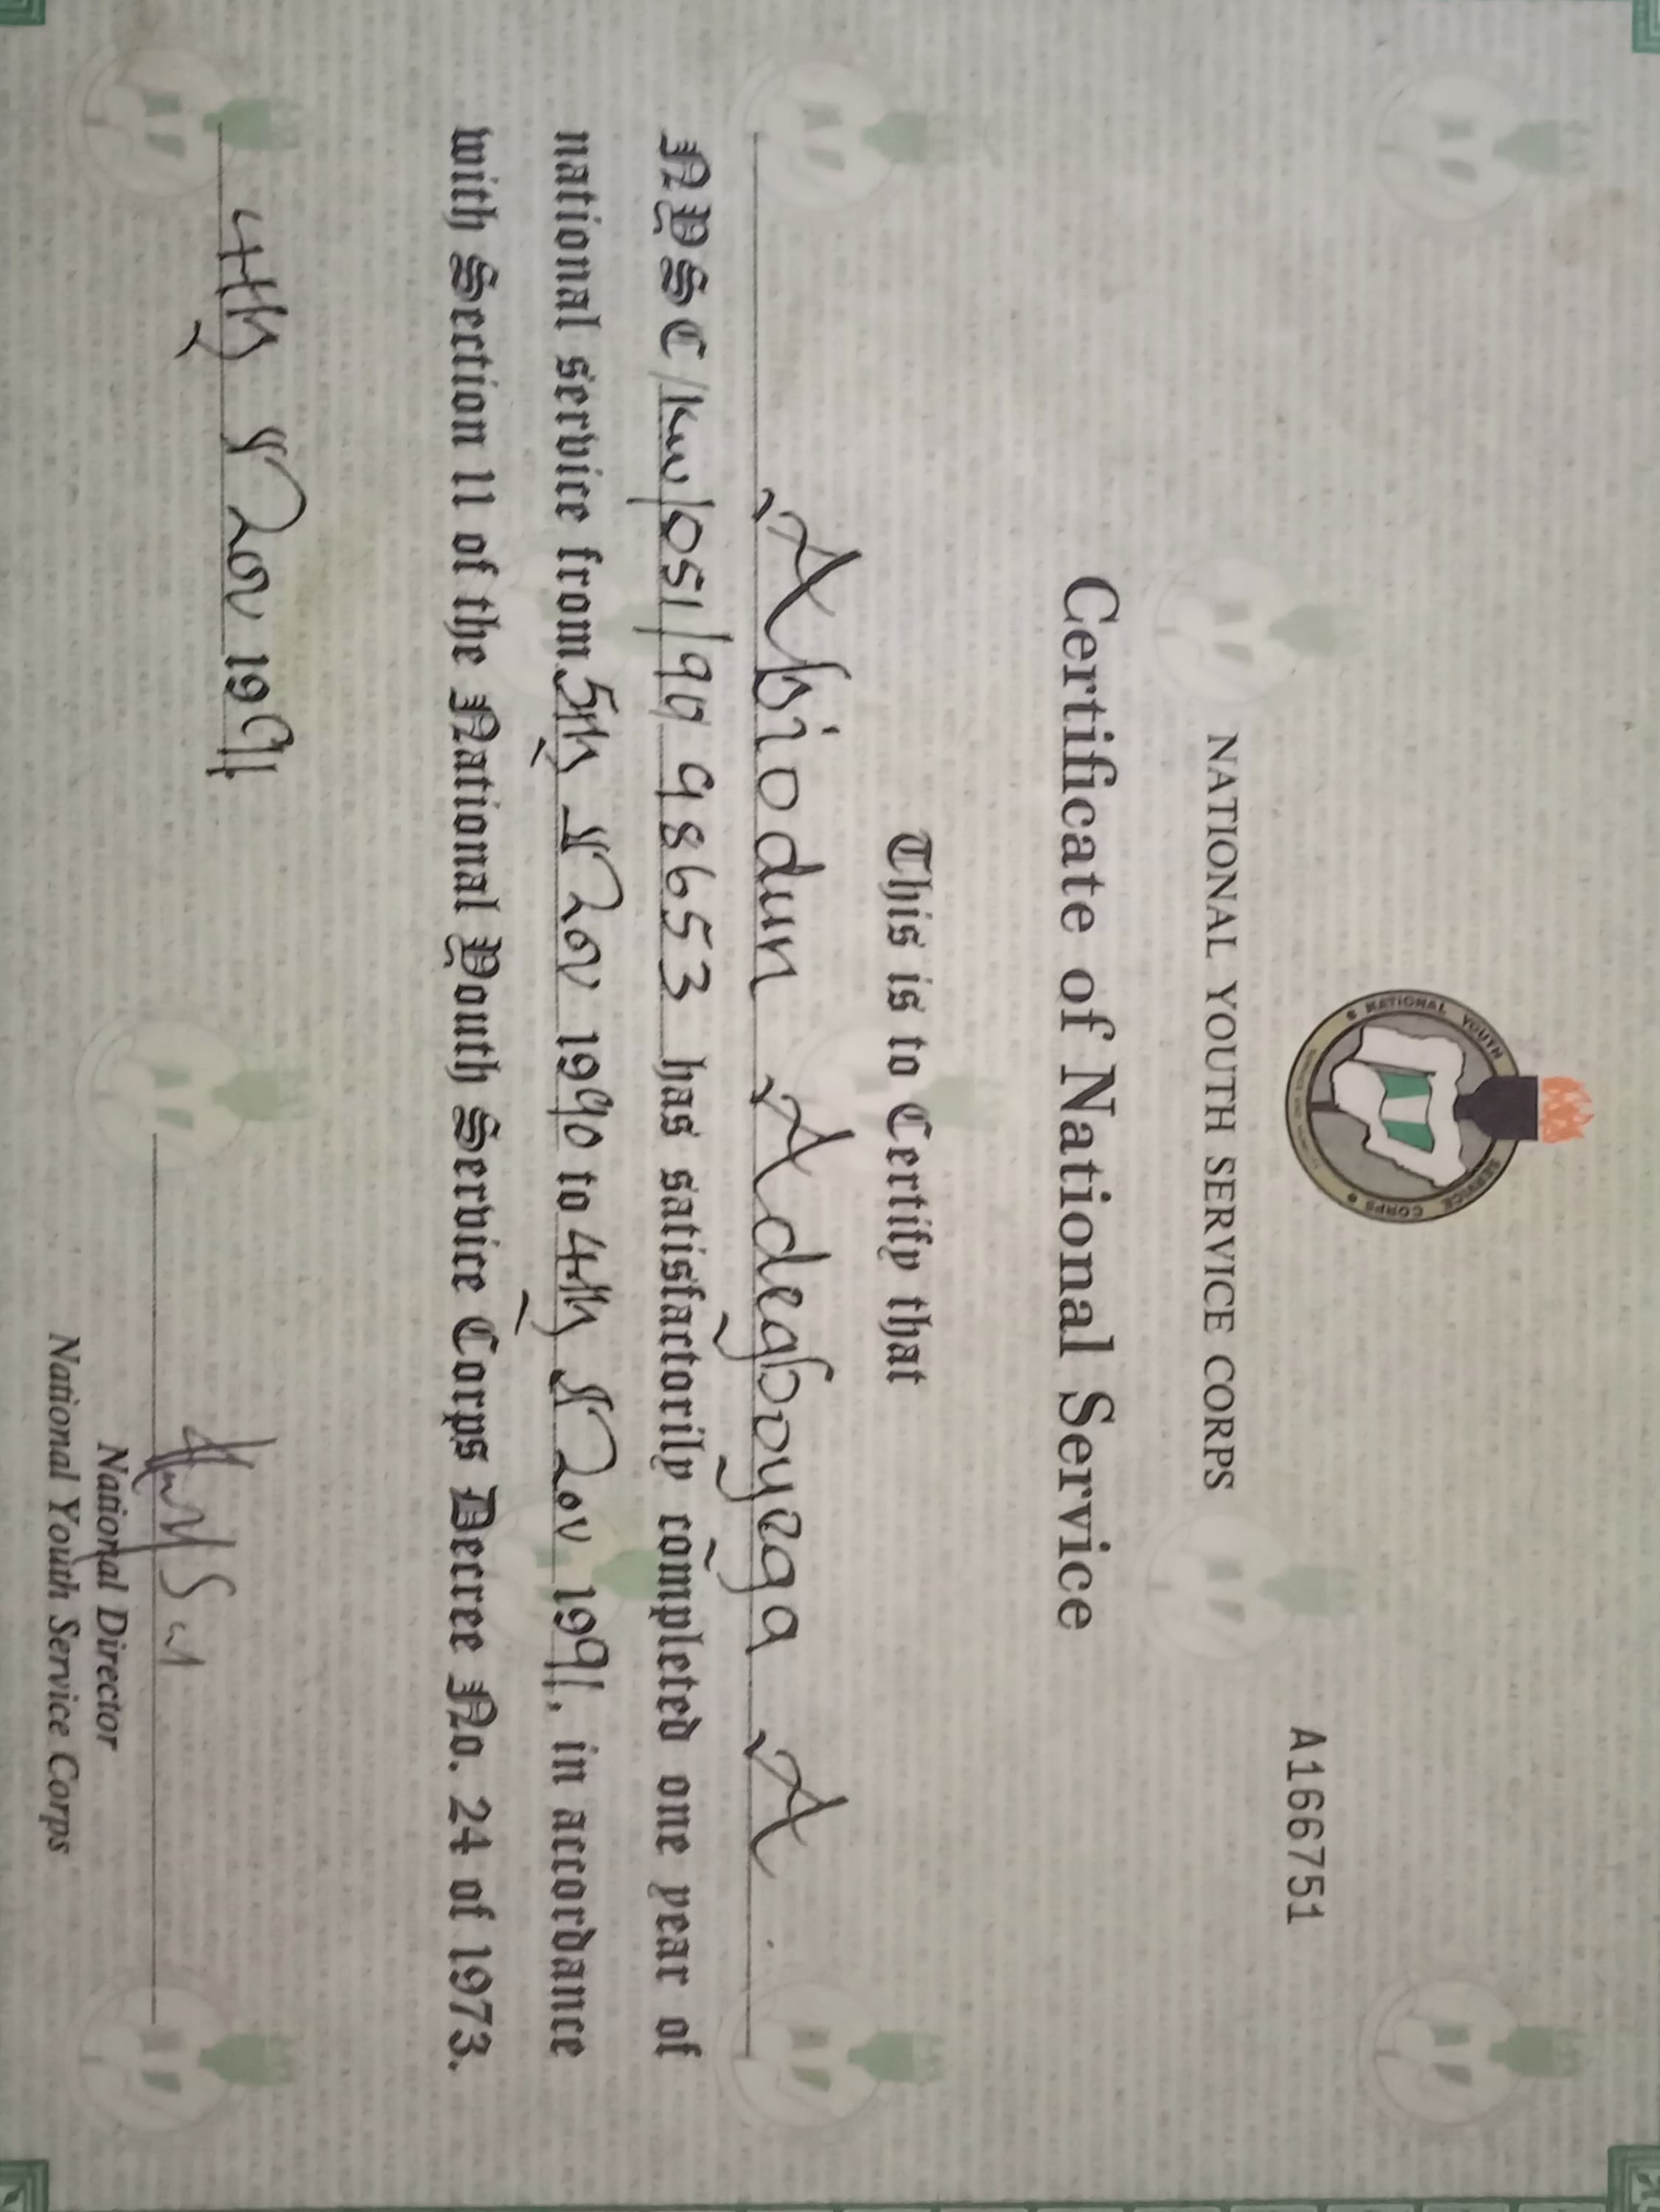 NATIONAL YOUTH SERVICE CORPS
A166751
NATIONAL YOUTH SERVICE CORPS
Certificate of National Service
This is to Certify that
Abiodun Adegboyega A.
NYSC/KW/OSI/90 98653 has satisfactorily completed one year of
national service from 5th Nov 1990 to 4th Nov 1991, in accordance
with Section 11 of the National Youth Service Corps Decree No. 24 of 1973.
4th Nov 1991
National Director
National Youth Service Corps